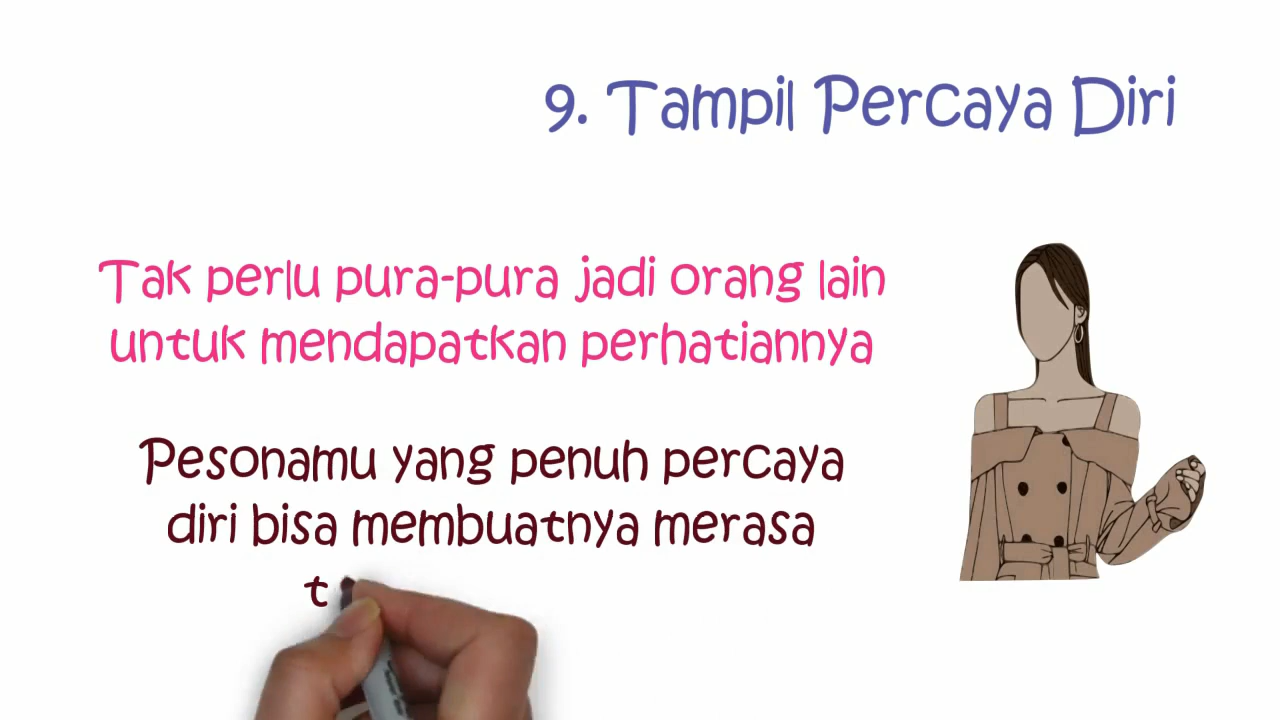 9. Tampil Percaya Diri
Tak perlu pura-pura jadi orang lain
untuk mendapatkan perhatiannya
Pesonamu yang penuh percaya
diri bisa membuatnya merasa
t